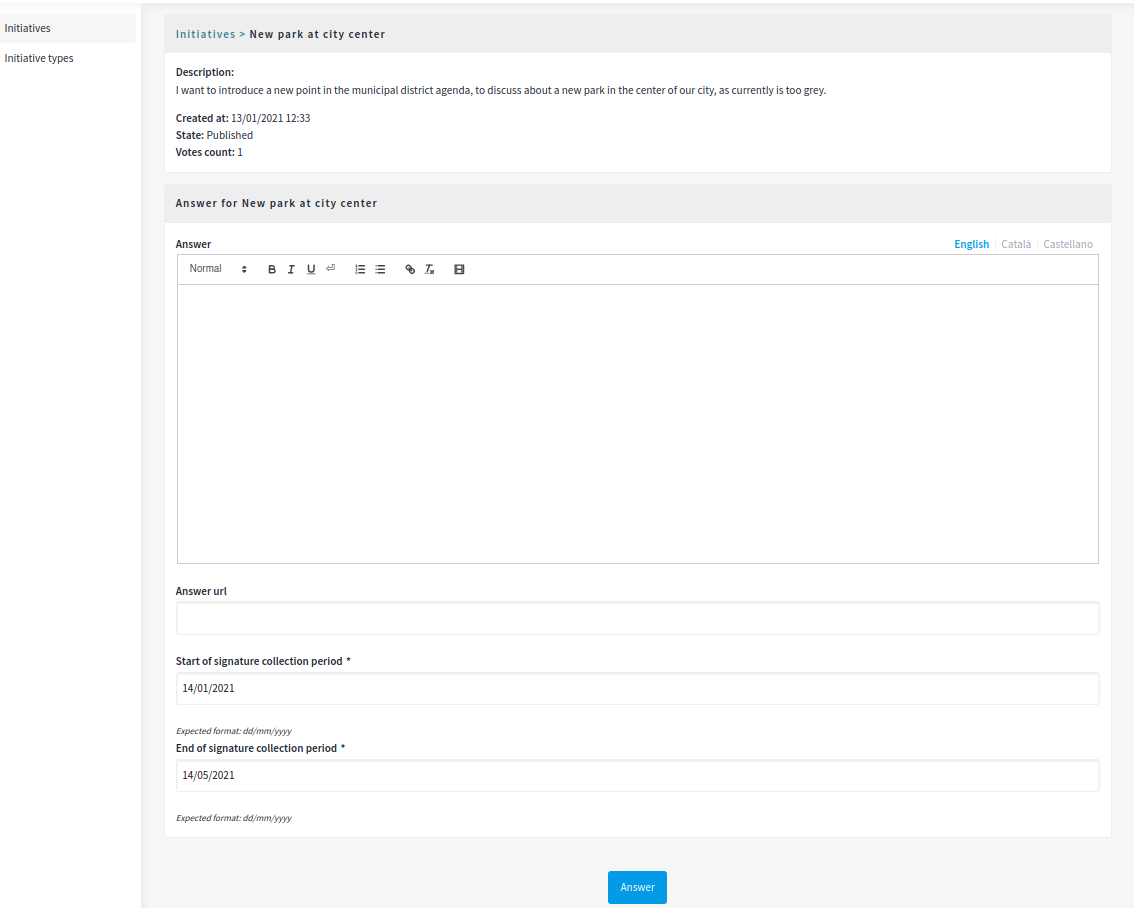 Initiatives
Initiative types
Initiatives > New park at city center
Description:
I want to introduce a new point in the municipal district agenda, to discuss about a new park in the center of our city, as currently is too grey.
Created at: 13/01/2021 12:33
State: Published
Votes count: 1
Answer for New park at city center
Answer English Català Castellano
Normal B I U
Answer url
Start of signature collection period *
14/01/2021
Expected format: dd/mm/yyyy
End of signature collection period *
14/05/2021
Expected format: dd/mm/yyyy
Answer